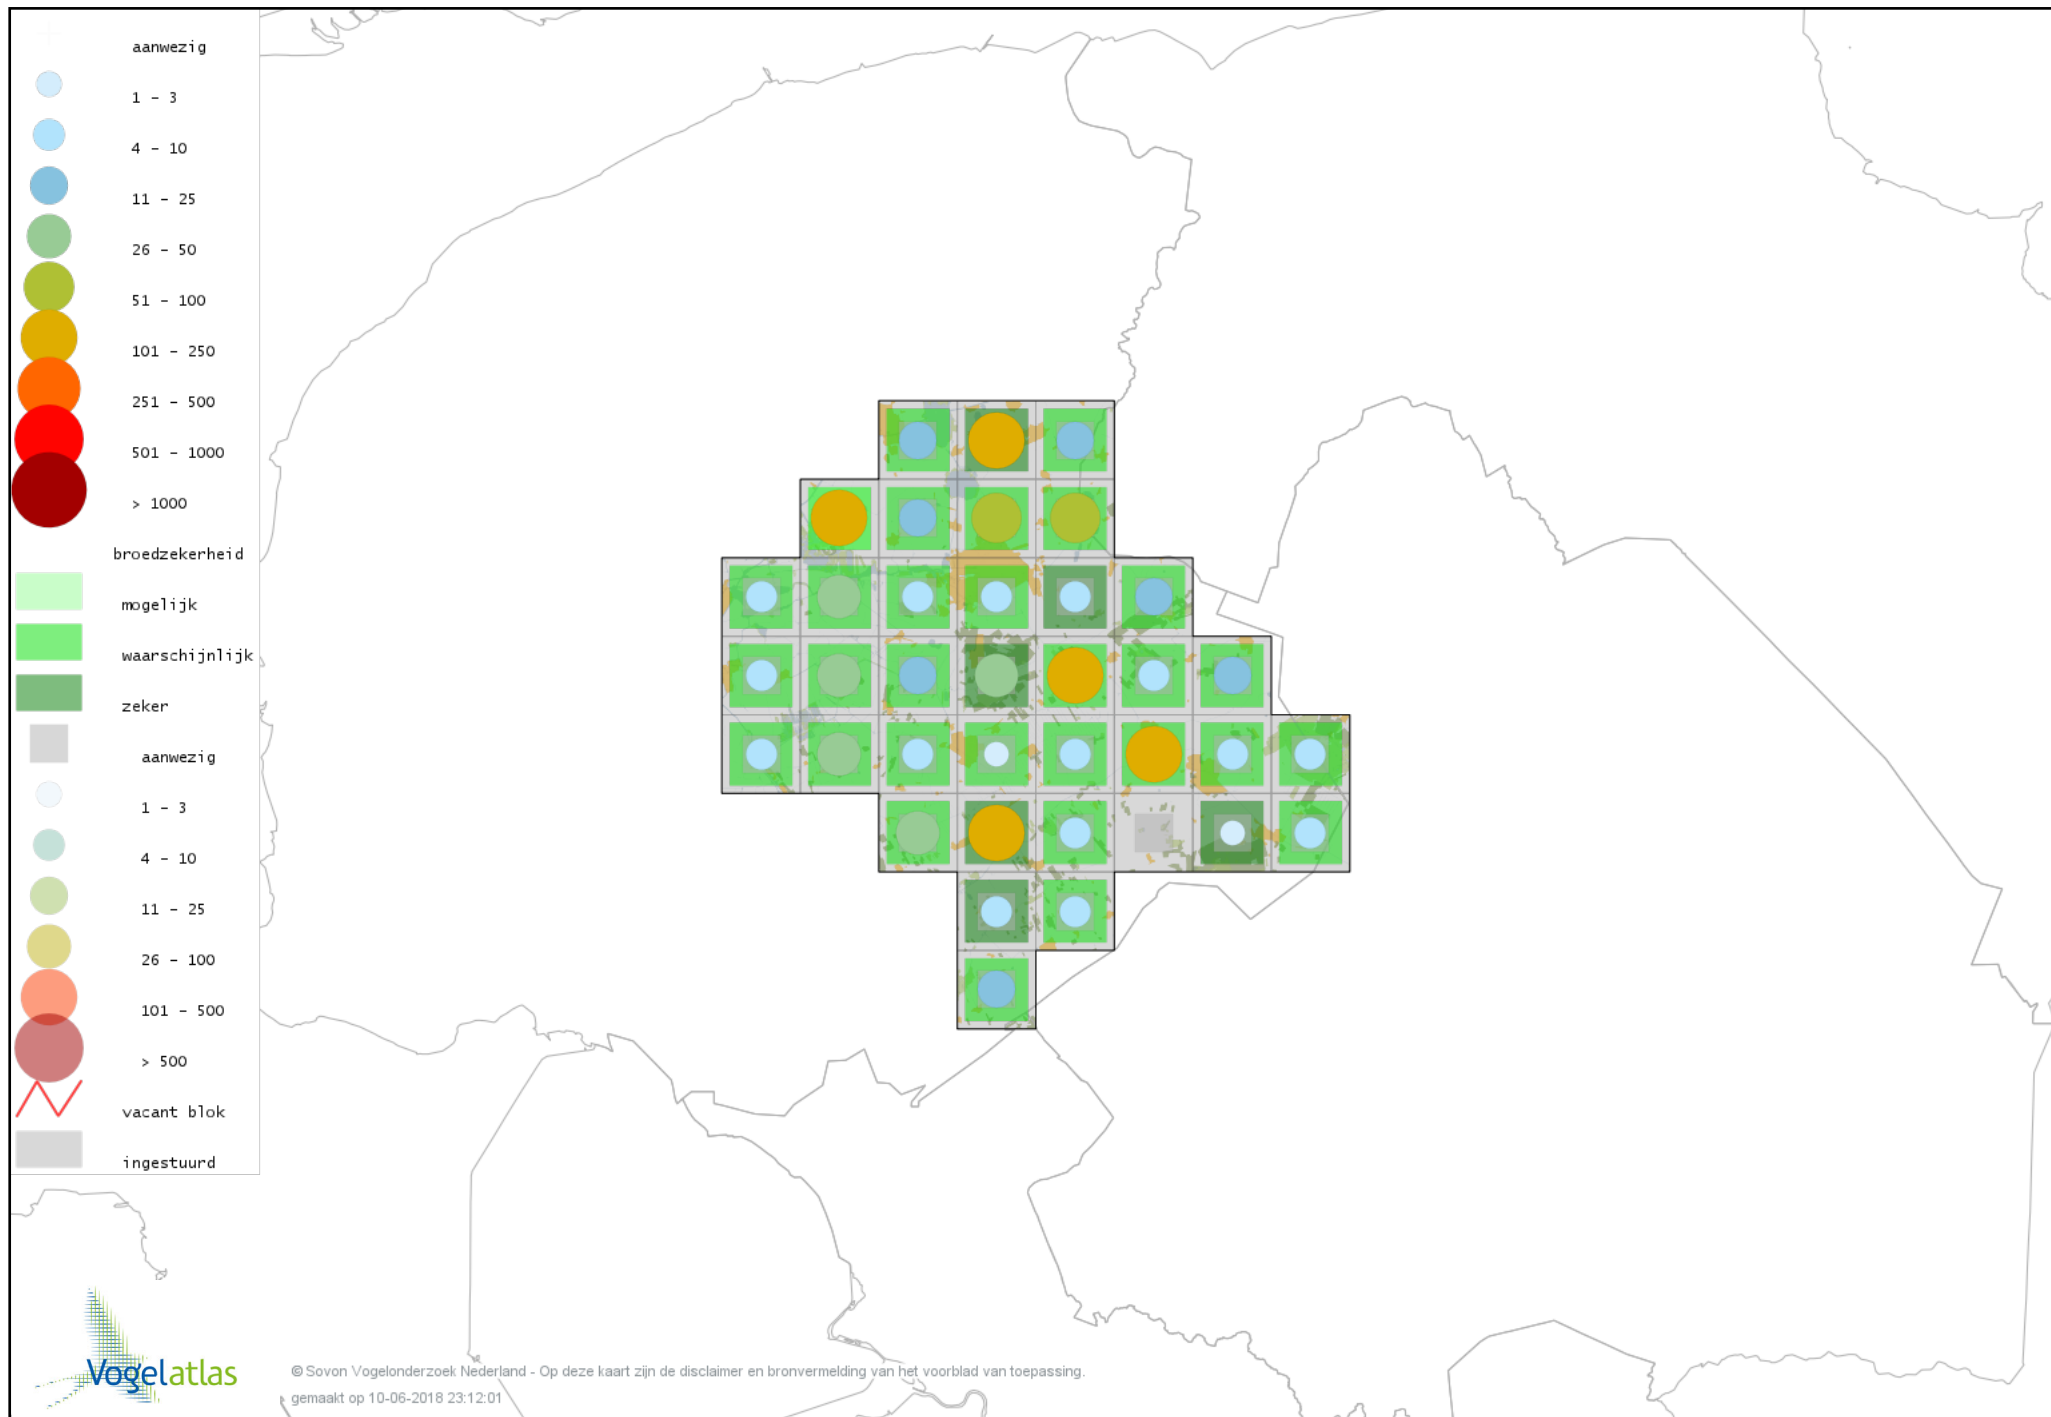 aanwezig
1 – 3
4 – 10
11 – 25
26 – 50
51 – 100
101 – 250
251 – 500
501 – 1000
> 1000
broedzekerheid
mogelijk
waarschijnlijk
zeker
aanwezig
1 – 3
4 – 10
11 – 25
26 – 100
101 – 500
> 500
vacant blok
ingestuurd
Vogelatlas
© Sovon Vogelonderzoek Nederland - Op deze kaart zijn de disclaimer en bronvermelding van het voorblad van toepassing.
gemaakt op 10-06-2018 23:12:01